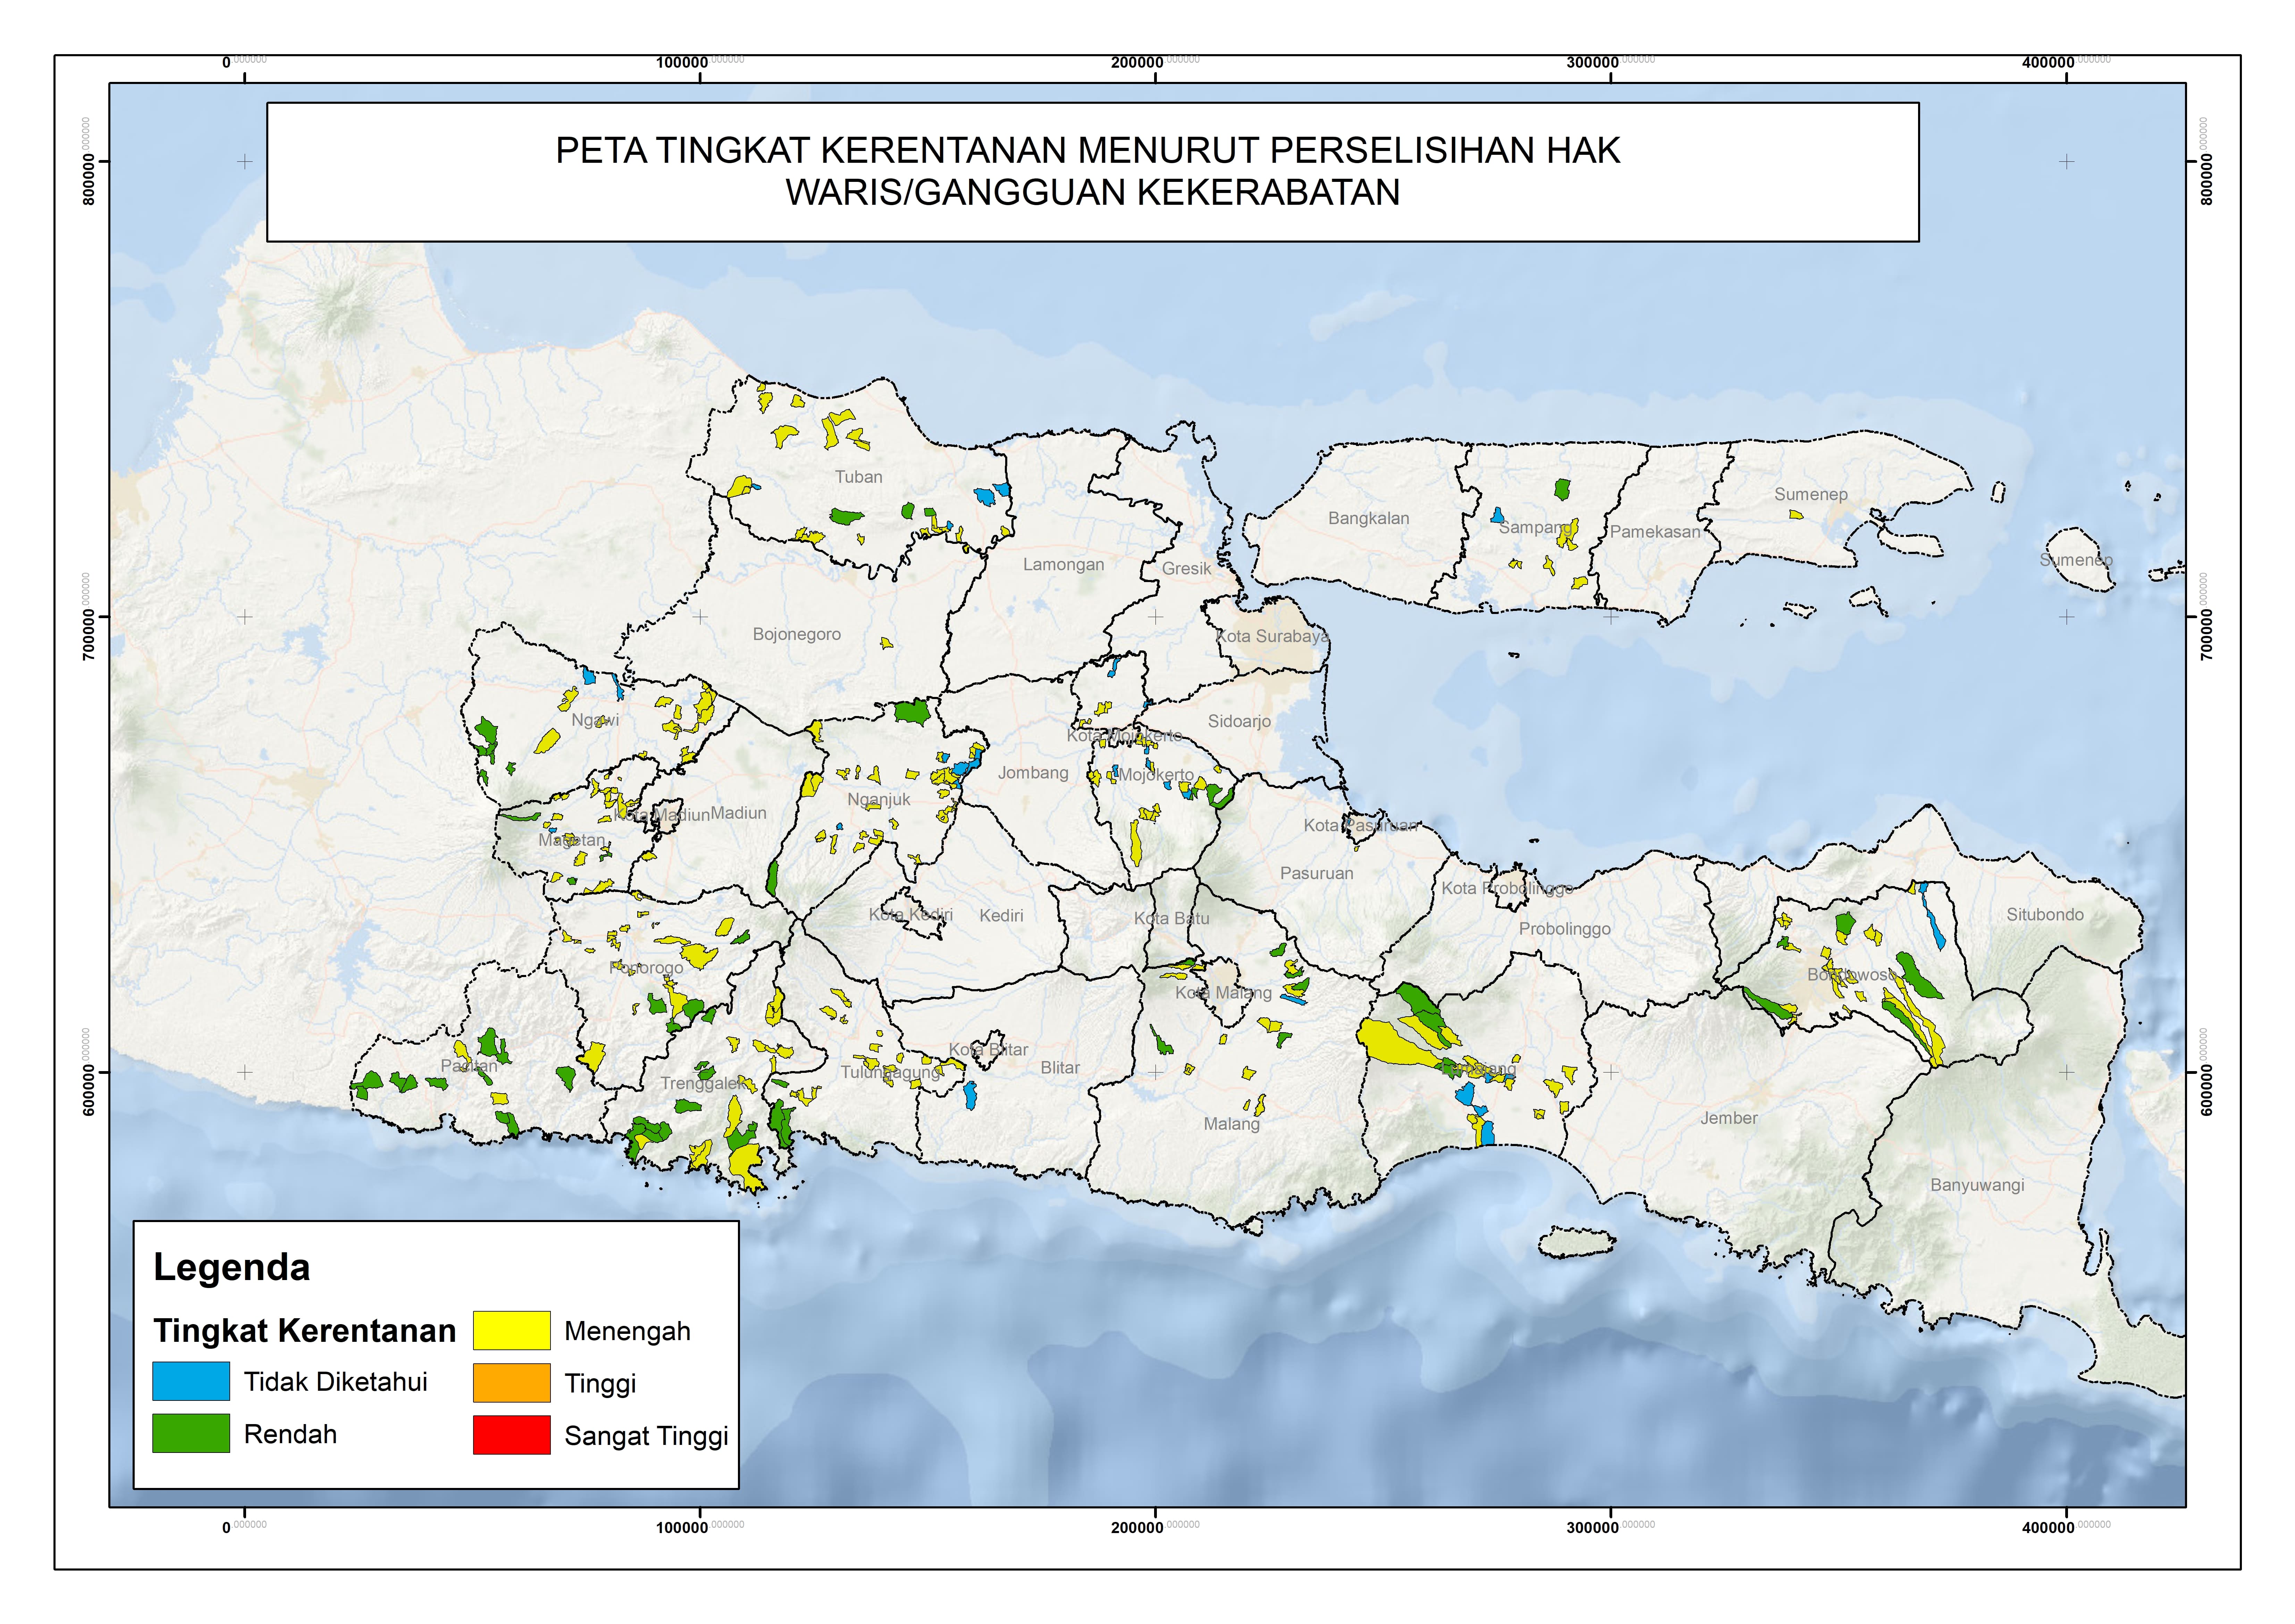 0.000000 100000.000000 200000.000000 300000.000000 400000.000000
PETA TINGKAT KERENTANAN MENURUT PERSELISIHAN HAK
WARIS/GANGGUAN KEKERABATAN
800000.000000
800000.000000
700000.000000
700000.000000
600000.000000
600000.000000
Tuban
Bangkalan
Sampang
Pamekasan
Sumenep
Sumenep
Lamongan
Gresik
Bojonegoro
Kota Surabaya
Ngawi
Sidoarjo
Kota Mojokerto
Mojokerto
Jombang
Nganjuk
Madiun
Kota Madiun
Magetan
Kota Pasuruan
Pasuruan
Kota Probolinggo
Probolinggo
Situbondo
Kota Kediri
Kediri
Kota Batu
Ponorogo
Bondowoso
Kota Malang
Pacitan
Trenggalek
Tulungagung
Kota Blitar
Blitar
Lumajang
Malang
Jember
Banyuwangi
Legenda
Tingkat Kerentanan
Tidak Diketahui
Rendah
Menengah
Tinggi
Sangat Tinggi
0.000000 100000.000000 200000.000000 300000.000000 400000.000000